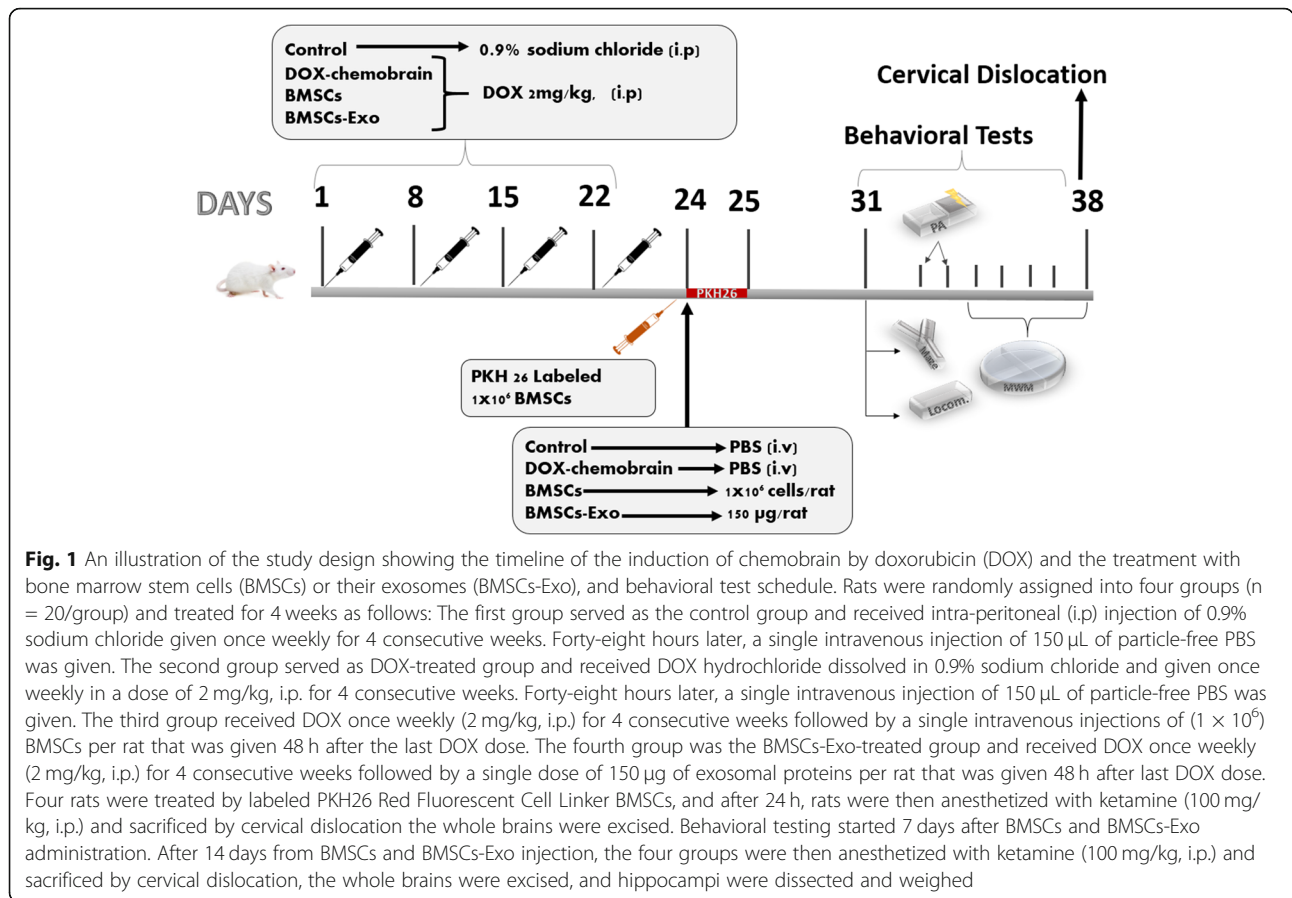 Control 0.9% sodium chloride (i.p)
DOX-chemobrain
BMSCs
BMSCs-Exo
DOX 2mg/kg, (i.p)
Cervical Dislocation
Behavioral Tests
DAYS 1 8 15 22 24 25 31 38
PA
PKH26
Maze
Locom.
MWM
PKH 26 Labeled
1X10⁶ BMSCs
Control PBS (i.v)
DOX-chemobrain PBS (i.v)
BMSCs 1X10⁶ cells/rat
BMSCs-Exo 150 µg/rat
Fig. 1 An illustration of the study design showing the timeline of the induction of chemobrain by doxorubicin (DOX) and the treatment with
bone marrow stem cells (BMSCs) or their exosomes (BMSCs-Exo), and behavioral test schedule. Rats were randomly assigned into four groups (n
= 20/group) and treated for 4 weeks as follows: The first group served as the control group and received intra-peritoneal (i.p) injection of 0.9%
sodium chloride given once weekly for 4 consecutive weeks. Forty-eight hours later, a single intravenous injection of 150 µL of particle-free PBS
was given. The second group served as DOX-treated group and received DOX hydrochloride dissolved in 0.9% sodium chloride and given once
weekly in a dose of 2 mg/kg, i.p. for 4 consecutive weeks. Forty-eight hours later, a single intravenous injection of 150 µL of particle-free PBS was
given. The third group received DOX once weekly (2 mg/kg, i.p.) for 4 consecutive weeks followed by a single intravenous injections of (1 × 10⁶)
BMSCs per rat that was given 48 h after the last DOX dose. The fourth group was the BMSCs-Exo-treated group and received DOX once weekly
(2 mg/kg, i.p.) for 4 consecutive weeks followed by a single dose of 150 µg of exosomal proteins per rat that was given 48 h after last DOX dose.
Four rats were treated by labeled PKH26 Red Fluorescent Cell Linker BMSCs, and after 24 h, rats were then anesthetized with ketamine (100 mg/
kg, i.p.) and sacrificed by cervical dislocation the whole brains were excised. Behavioral testing started 7 days after BMSCs and BMSCs-Exo
administration. After 14 days from BMSCs and BMSCs-Exo injection, the four groups were then anesthetized with ketamine (100 mg/kg, i.p.) and
sacrificed by cervical dislocation, the whole brains were excised, and hippocampi were dissected and weighed